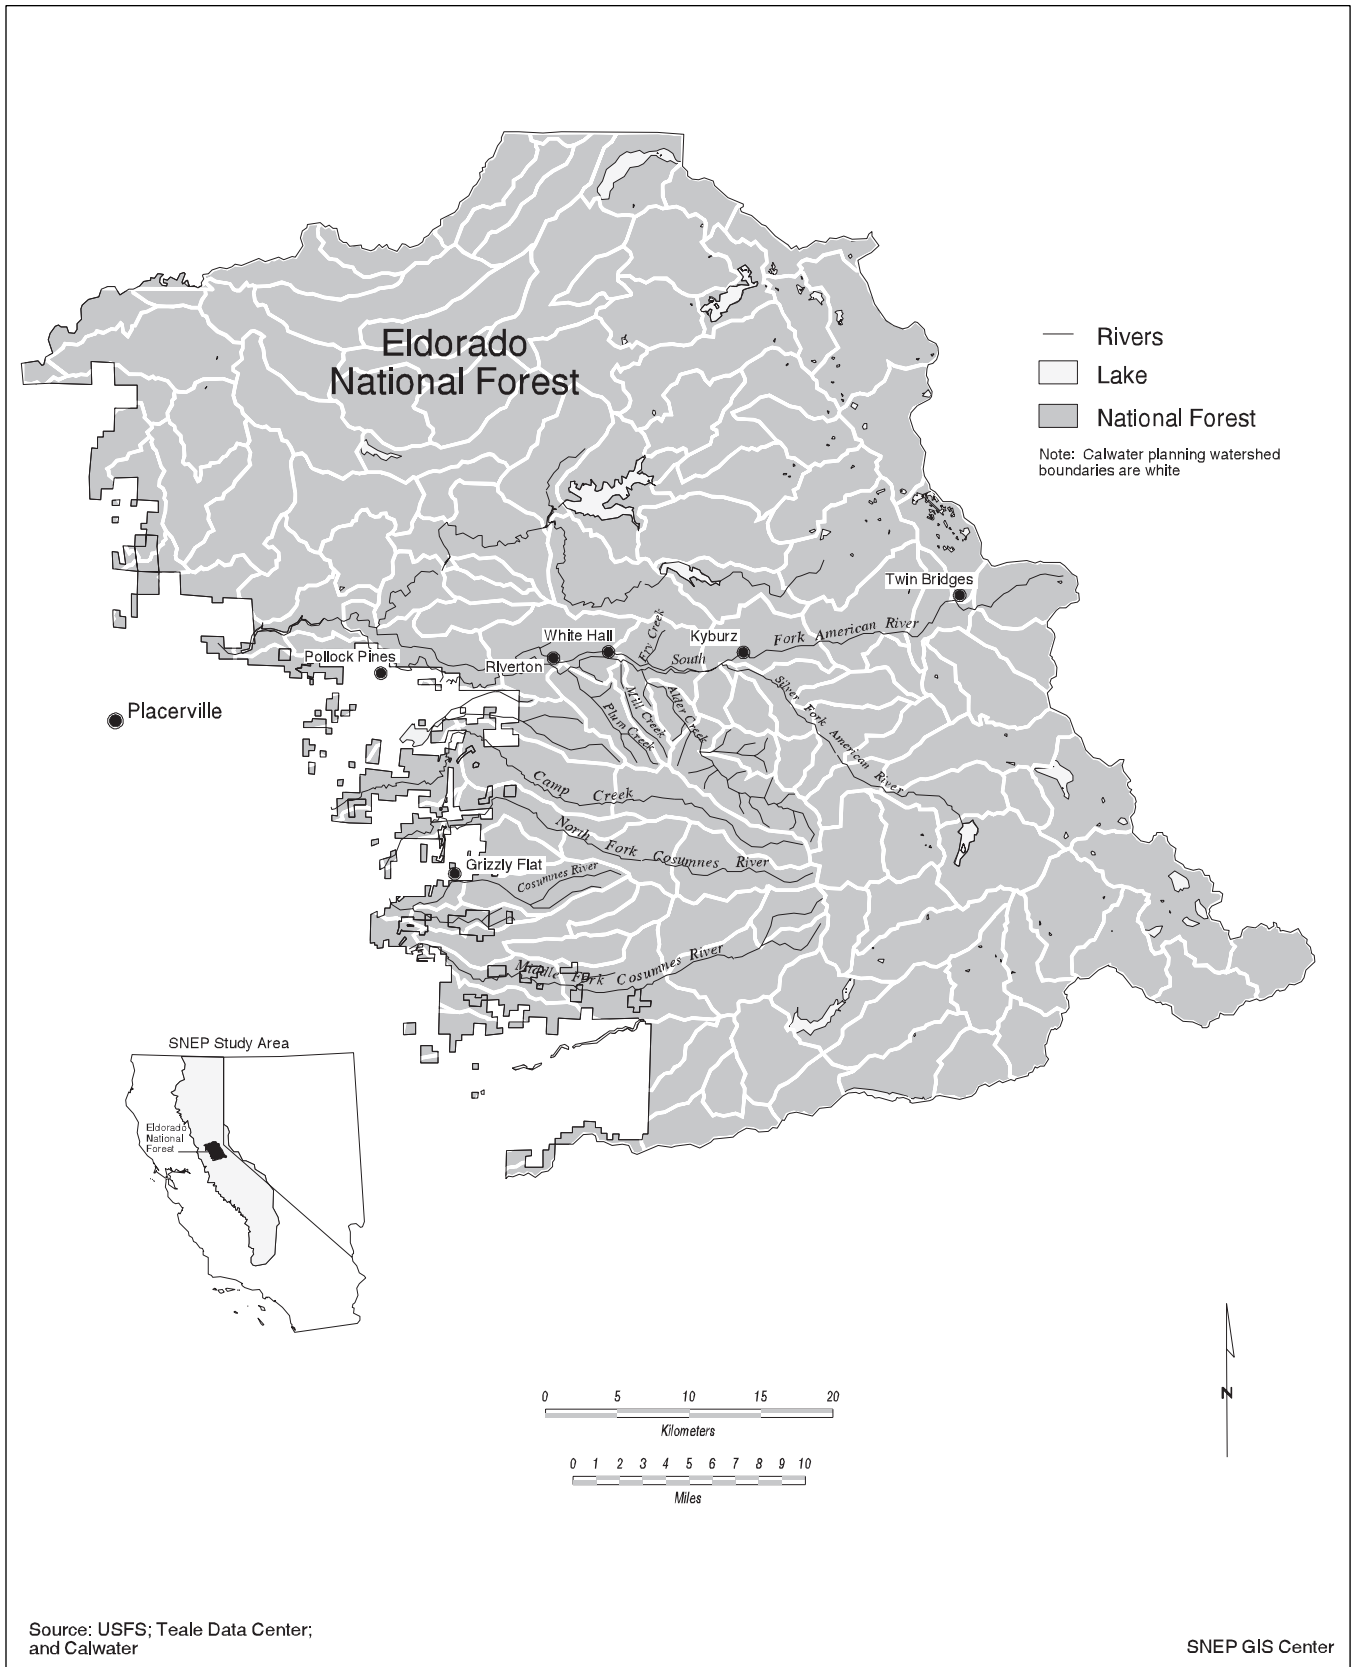 Eldorado
National Forest
Rivers
Lake
National Forest
Note: Calwater planning watershed
boundaries are white
Twin Bridges
White Hall
Fry Creek
Kyburz
South
Fork American River
Pollock Pines
Riverton
Placerville
Plum Creek
Mill Creek
Alder Creek
Silver Fork American River
Camp Creek
North Fork Cosumnes River
Grizzly Flat
Cosumnes River
Middle Fork Cosumnes River
SNEP Study Area
Eldorado
National
Forest
0 5 10 15 20
Kilometers
0 1 2 3 4 5 6 7 8 9 10
Miles
N
Source: USFS; Teale Data Center;
and Calwater
SNEP GIS Center